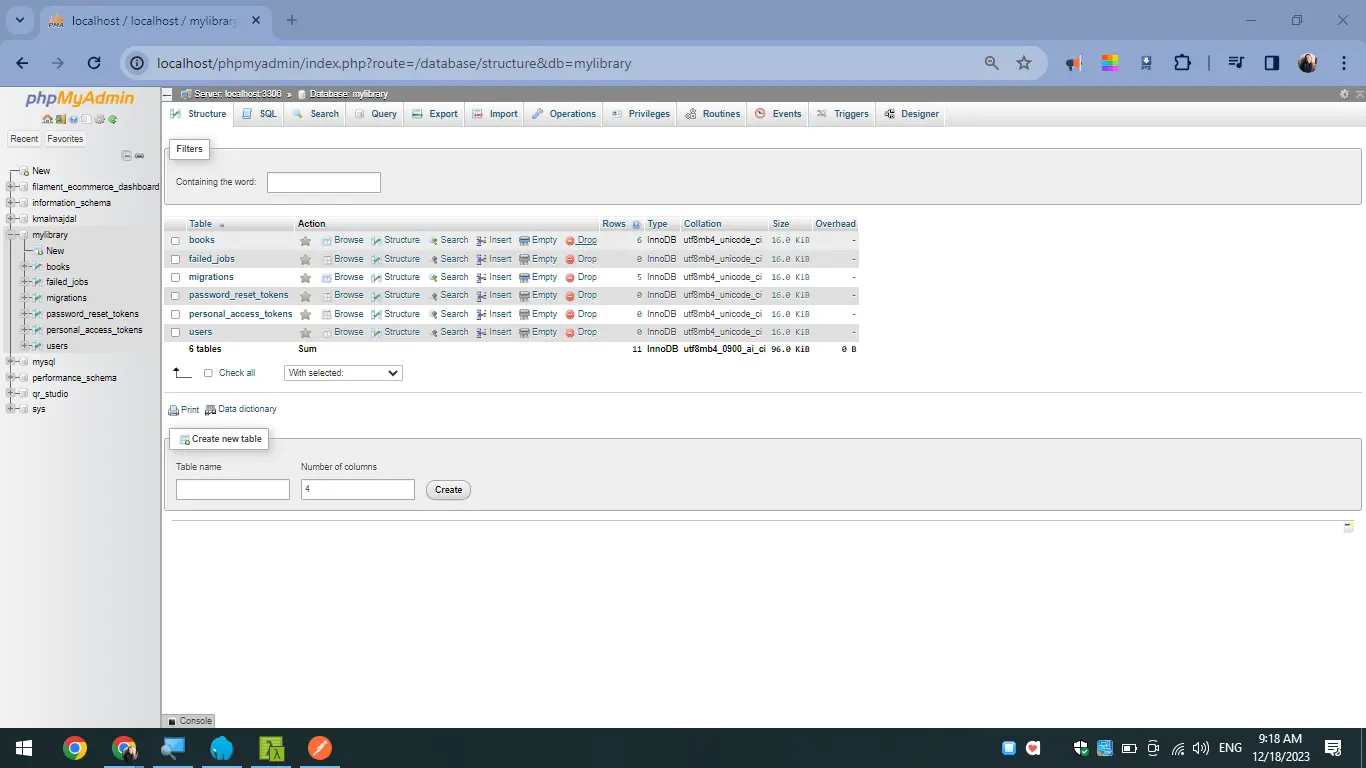 localhost / localhost / mylibrary
localhost/phpmyadmin/index.php?route=/database/structure&db=mylibrary
phpMyAdmin
Recent Favorites
New
filament_ecommerce_dashboard
information_schema
kmalmajdal
mylibrary
New
books
failed_jobs
migrations
password_reset_tokens
personal_access_tokens
users
mysql
performance_schema
qr_studio
sys
Server: localhost:3306 » Database: mylibrary
Structure SQL Search Query Export Import Operations Privileges Routines Events Triggers Designer
Filters
Containing the word:
Table Action Rows Type Collation Size Overhead
books Browse Structure Search Insert Empty Drop 6 InnoDB utf8mb4_unicode_ci 16.0 KiB -
failed_jobs Browse Structure Search Insert Empty Drop 0 InnoDB utf8mb4_unicode_ci 16.0 KiB -
migrations Browse Structure Search Insert Empty Drop 5 InnoDB utf8mb4_unicode_ci 16.0 KiB -
password_reset_tokens Browse Structure Search Insert Empty Drop 0 InnoDB utf8mb4_unicode_ci 16.0 KiB -
personal_access_tokens Browse Structure Search Insert Empty Drop 0 InnoDB utf8mb4_unicode_ci 16.0 KiB -
users Browse Structure Search Insert Empty Drop 0 InnoDB utf8mb4_unicode_ci 16.0 KiB -
6 tables Sum 11 InnoDB utf8mb4_0900_ai_ci 96.0 KiB 0 B
Check all With selected:
Print Data dictionary
Create new table
Table name Number of columns
4 Create
Console
ENG
9:18 AM
12/18/2023